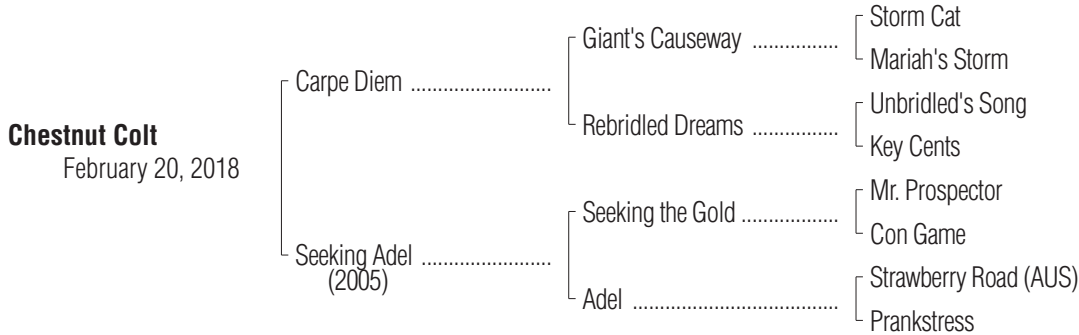 Storm Cat
Giant's Causeway ................
Mariah's Storm
Carpe Diem ..........................
Unbridled's Song
Rebridled Dreams ................
Key Cents
Chestnut Colt
February 20, 2018
Mr. Prospector
Seeking the Gold ..................
Con Game
Seeking Adel ........................
(2005)
Strawberry Road (AUS)
Adel ......................................
Prankstress